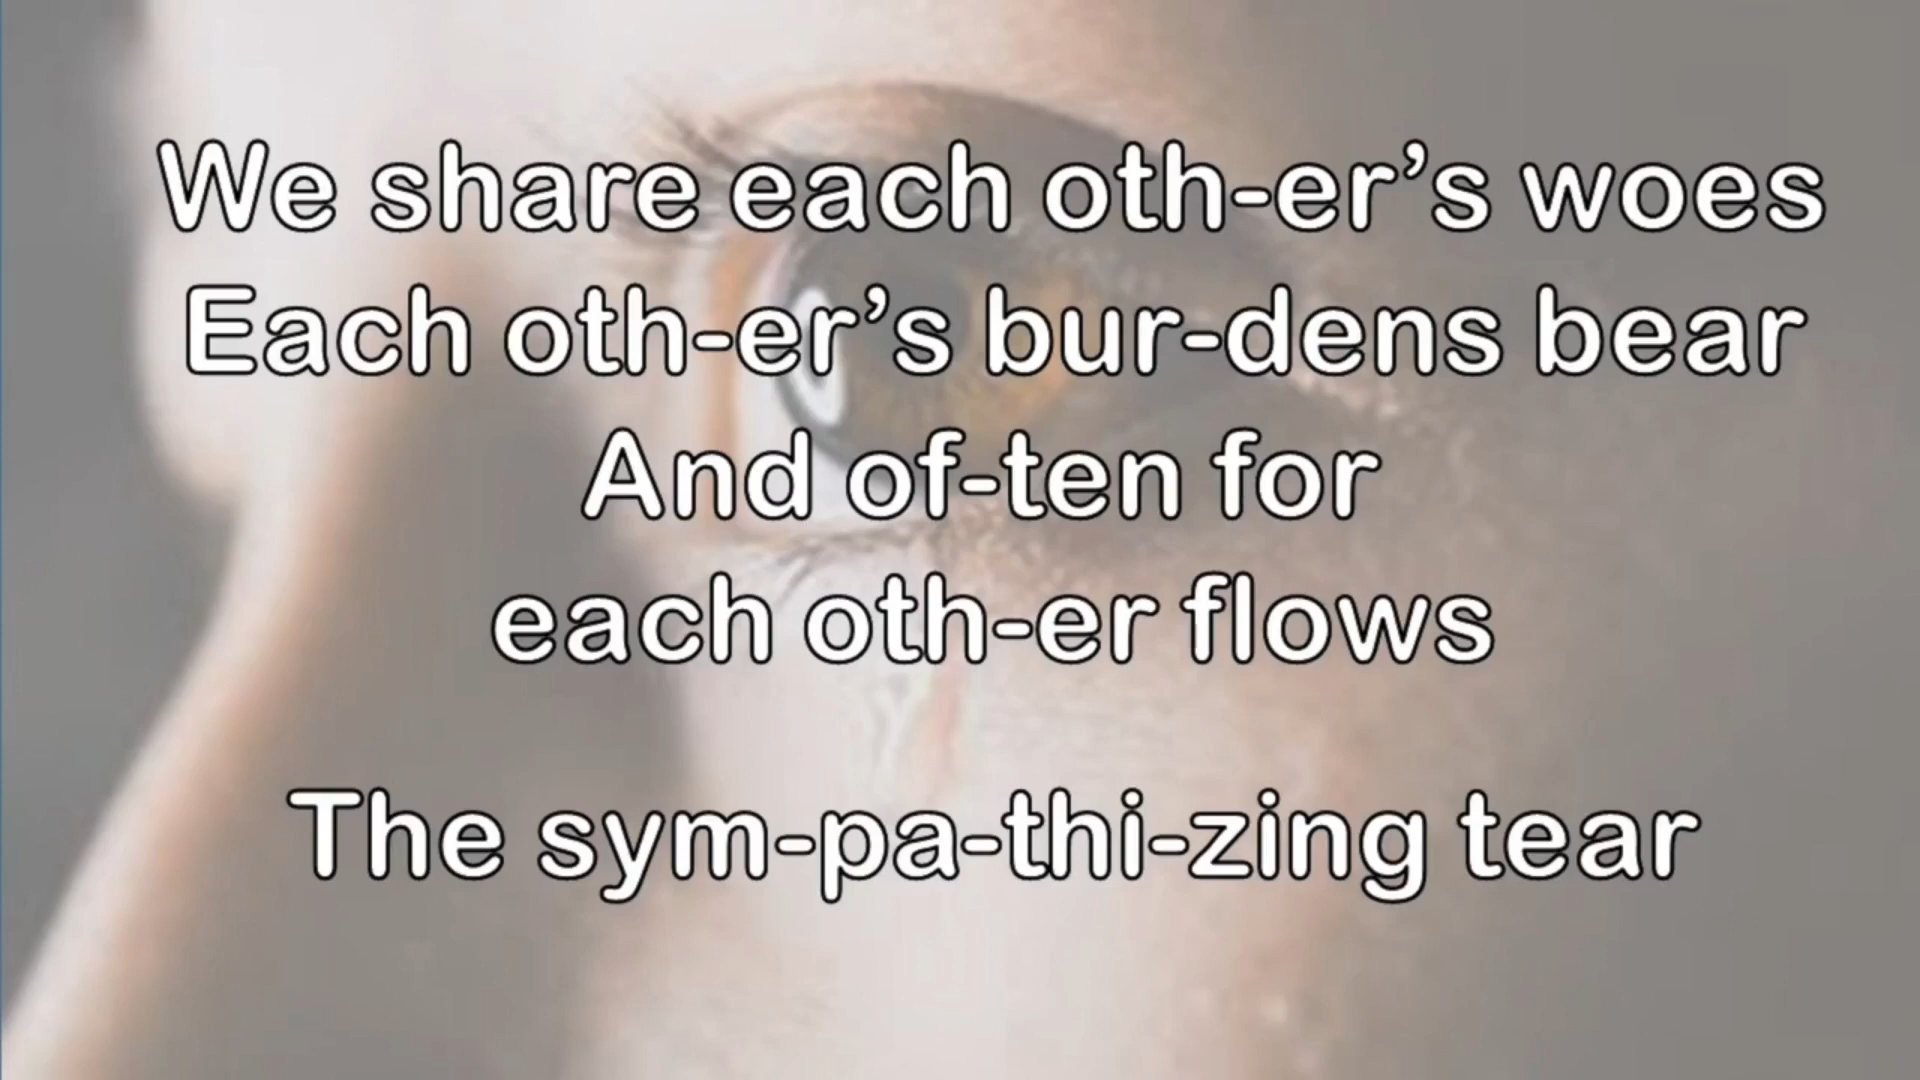 We share each oth-er’s woes
Each oth-er’s bur-dens bear
And of-ten for
each oth-er flows
The sym-pa-thi-zing tear